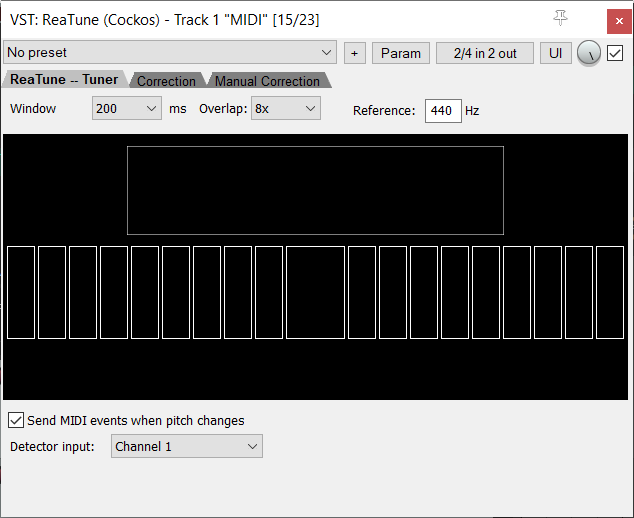 VST: ReaTune (Cockos) - Track 1 "MIDI" [15/23]
No preset + Param 2/4 in 2 out UI
ReaTune -- Tuner Correction Manual Correction
Window 200 ms Overlap: 8x Reference: 440 Hz
Send MIDI events when pitch changes
Detector input: Channel 1